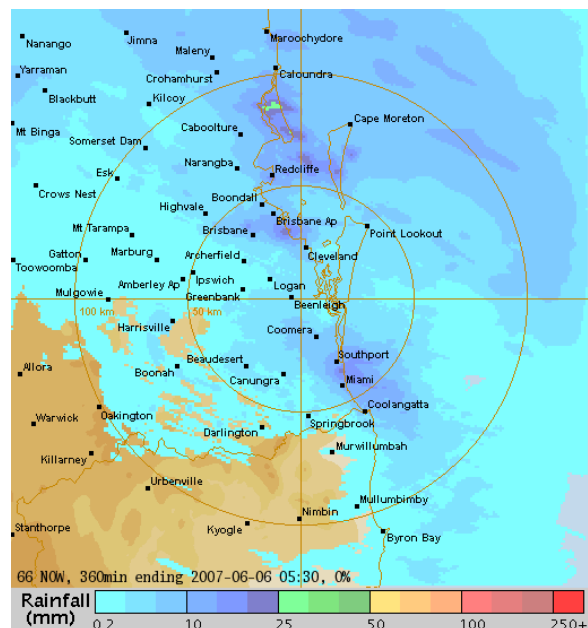 Maroochydore
Jimna
Nanango
Maleny
Yarraman
Crohamhurst
Caloundra
Blackbutt
Kilcoy
Cape Moreton
Mt Binga
Caboolture
Somerset Dam
Narangba
Redcliffe
Esk
Crows Nest
Boondall
Highvale
Brisbane Ap
Mt Tarampa
Brisbane
Point Lookout
Cleveland
Gatton
Marburg
Archerfield
Toowoomba
Amberley Ap
Ipswich
Logan
Mulgowie
Greenbank
Beenleigh
100 km
50 km
Harrisville
Coomera
Beaudesert
Southport
Allora
Boonah
Canungra
Miami
Oakington
Coolangatta
Warwick
Darlington
Springbrook
Killarney
Murwillumbah
Urbenville
Mullumbimby
Nimbin
Stanthorpe
Kyogle
Byron Bay
66 NOW, 360min ending 2007-06-06 05:30, 0%
Rainfall
(mm)
0.2 10 25 50 100 250+